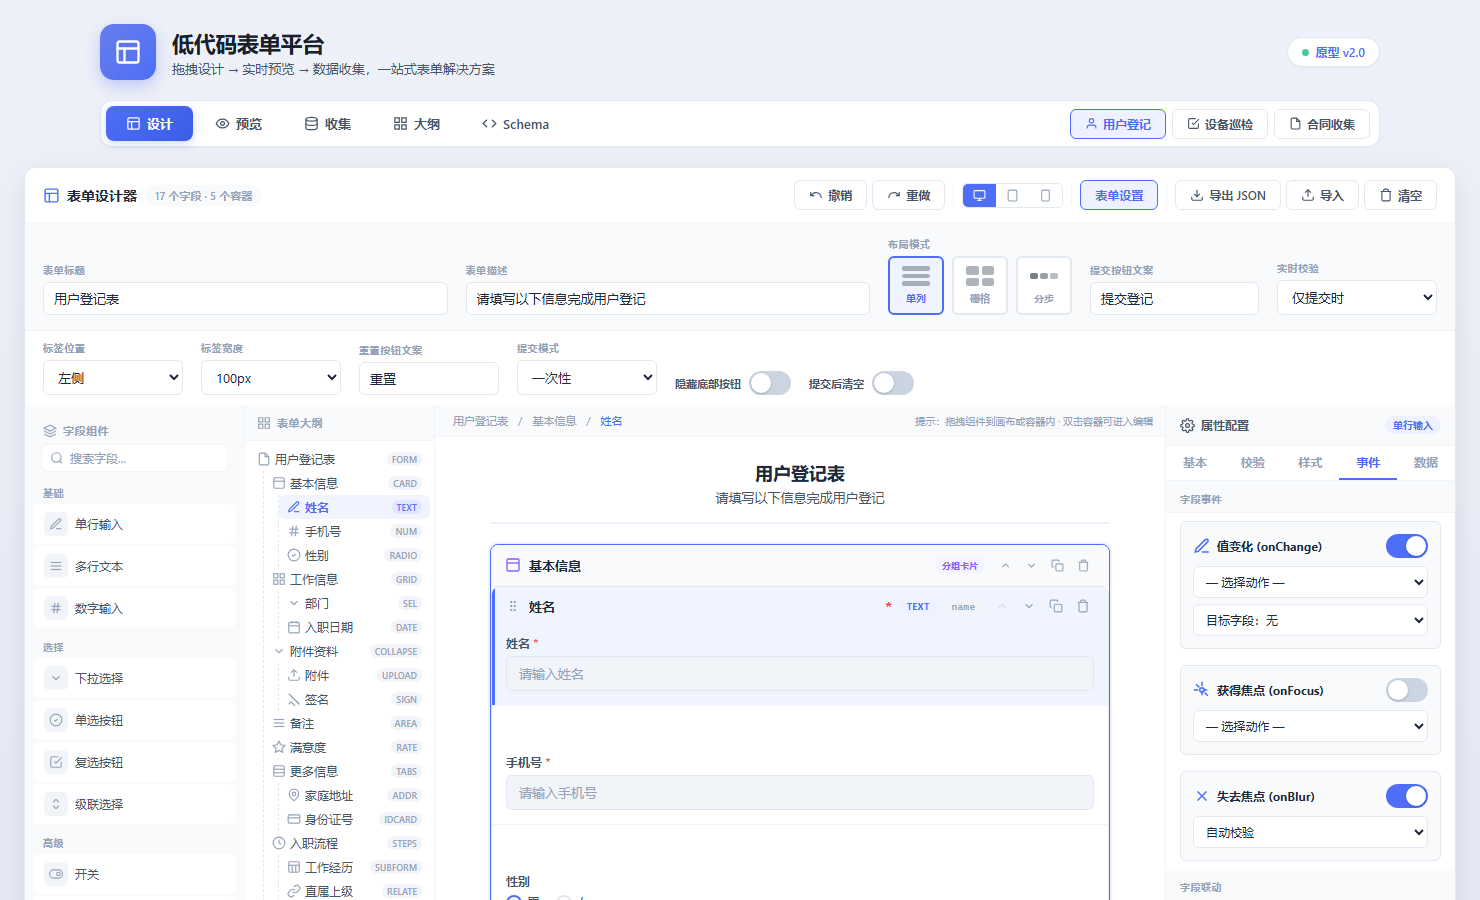 低代码表单平台
拖拽设计 → 实时预览 → 数据收集，一站式表单解决方案
原型 v2.0
设计
预览
收集
大纲
Schema
用户登记
设备巡检
合同收集
表单设计器
17 个字段 · 5 个容器
撤销
重做
表单设置
导出 JSON
导入
清空
表单标题
用户登记表
表单描述
请填写以下信息完成用户登记
布局模式
单列
栅格
分步
提交按钮文案
提交登记
实时校验
仅提交时
标签位置
左侧
标签宽度
100px
重置按钮文案
重置
提交模式
一次性
隐藏底部按钮
提交后清空
字段组件
搜索字段...
基础
单行输入
多行文本
数字输入
选择
下拉选择
单选按钮
复选按钮
级联选择
高级
开关
表单大纲
用户登记表 FORM
基本信息 CARD
姓名 TEXT
手机号 NUM
性别 RADIO
工作信息 GRID
部门 SEL
入职日期 DATE
附件资料 COLLAPSE
附件 UPLOAD
签名 SIGN
备注 AREA
满意度 RATE
更多信息 TABS
家庭地址 ADDR
身份证号 IDCARD
入职流程 STEPS
工作经历 SUBFORM
直属上级 RELATE
用户登记表 / 基本信息 / 姓名
提示：拖拽组件到画布或容器内 · 双击容器可进入编辑
用户登记表
请填写以下信息完成用户登记
基本信息
分组卡片
姓名
* TEXT name
姓名 *
请输入姓名
手机号 *
请输入手机号
性别
属性配置
单行输入
基本
校验
样式
事件
数据
字段事件
值变化 (onChange)
— 选择动作 —
目标字段：无
获得焦点 (onFocus)
— 选择动作 —
失去焦点 (onBlur)
自动校验
字段联动